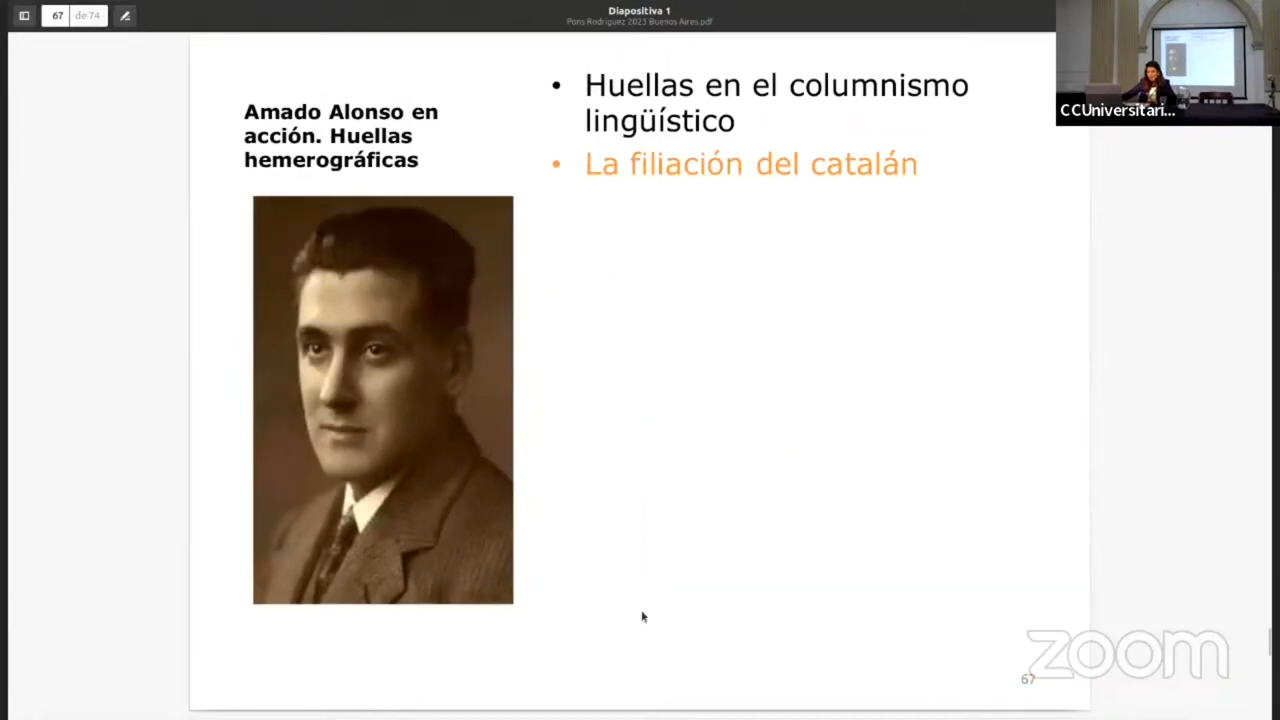 Diapositiva 1
Pons Rodriguez 2023 Buenos Aires.pdf
67 de 74
CCUniversitari...
Amado Alonso en
acción. Huellas
hemerográficas
• Huellas en el columnismo
lingüístico
• La filiación del catalán
zoom
67